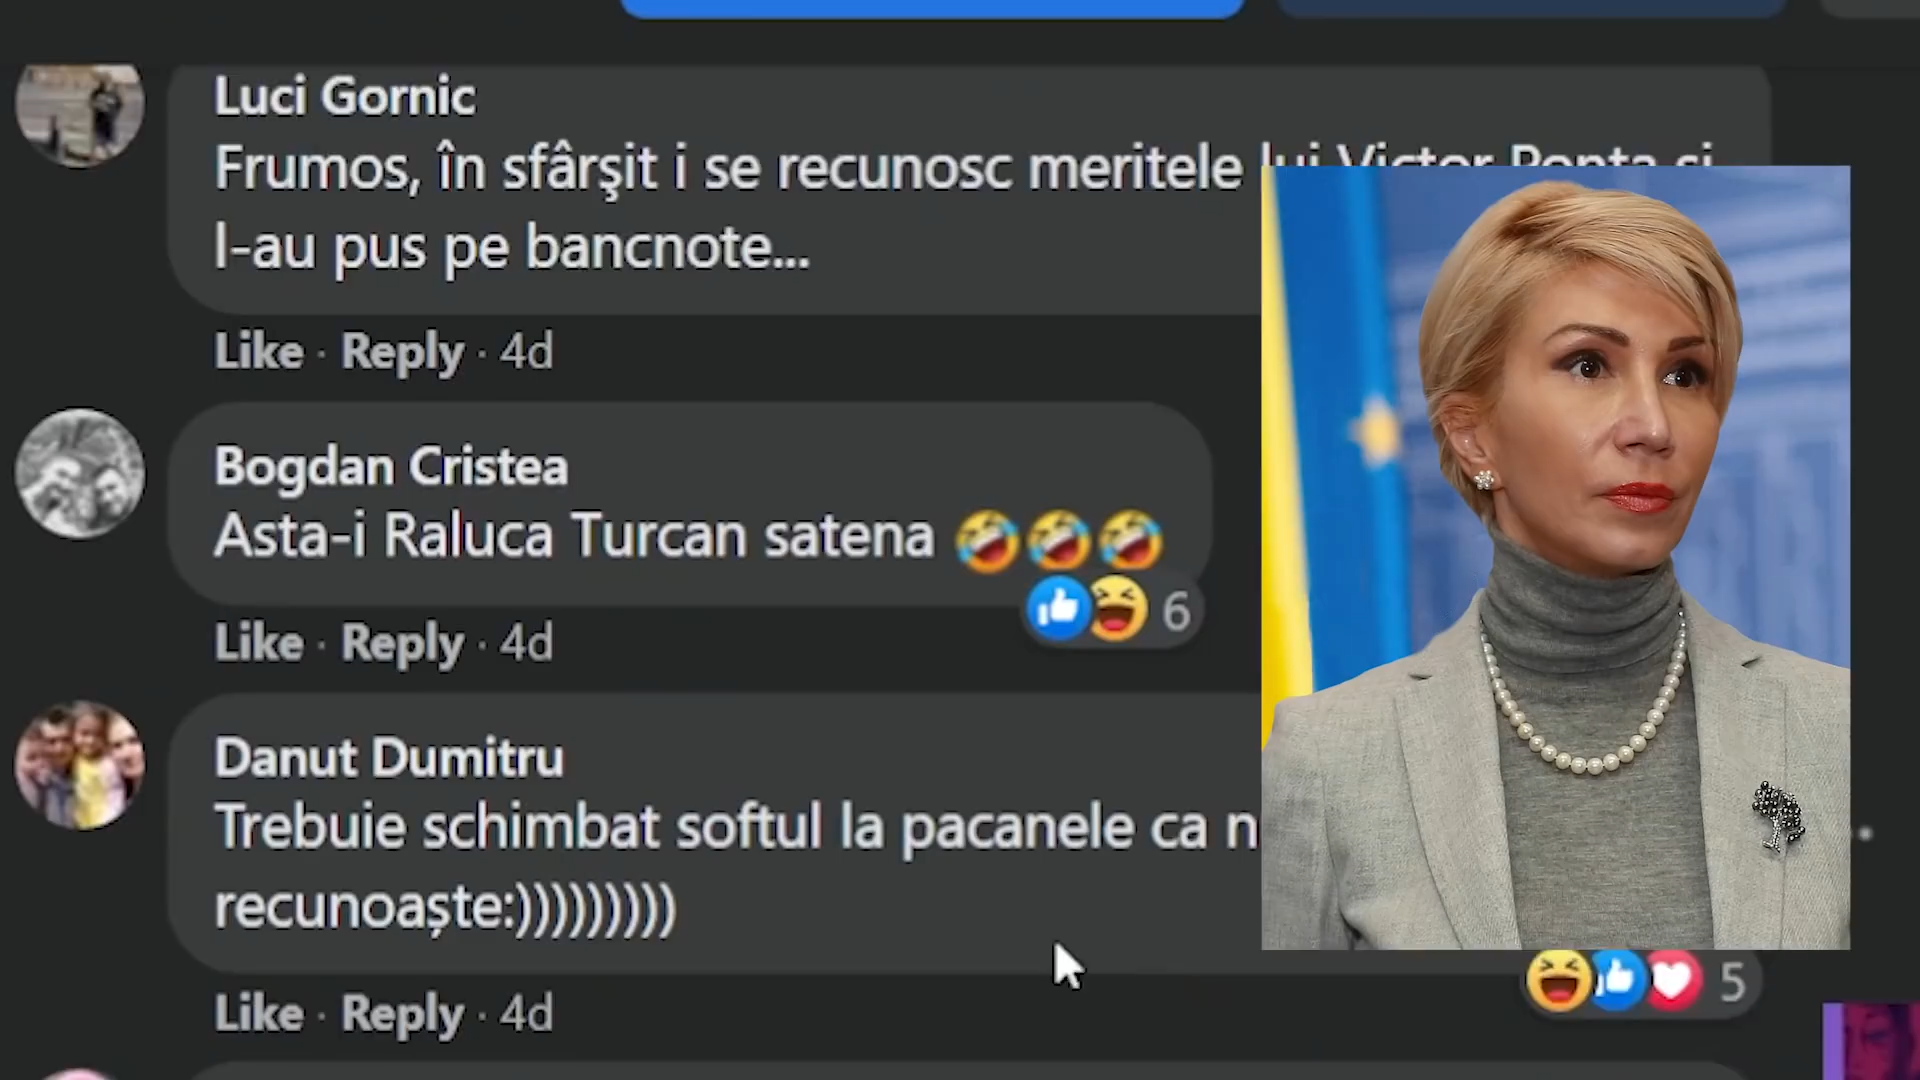 Luci Gornic
Frumos, în sfârşit i se recunosc meritele lui Victor Ponta și
l-au pus pe bancnote...
Like · Reply · 4d
Bogdan Cristea
Asta-i Raluca Turcan satena 🤣🤣🤣
6
Like · Reply · 4d
Danut Dumitru
Trebuie schimbat softul la pacanele ca
recunoaște:)))))))))
5
Like · Reply · 4d